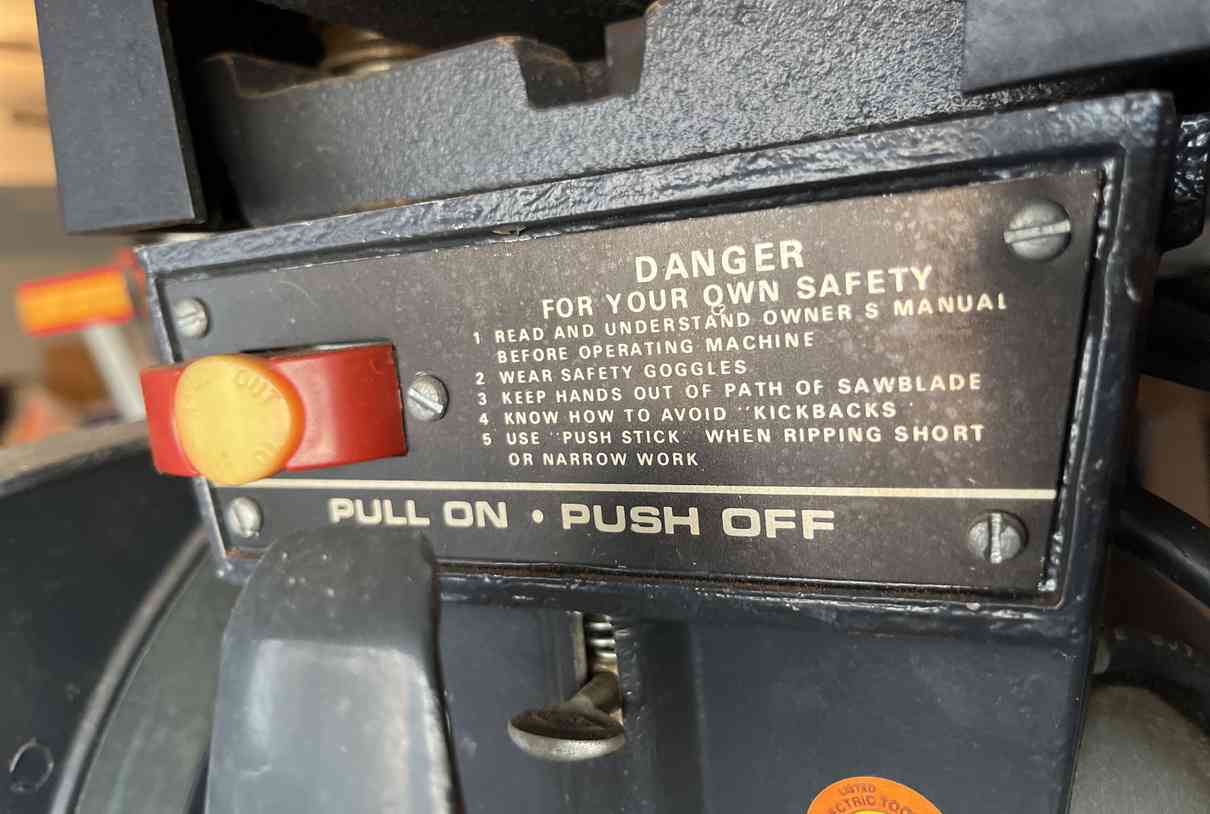 DANGER
FOR YOUR OWN SAFETY
1 READ AND UNDERSTAND OWNER S MANUAL
BEFORE OPERATING MACHINE
2 WEAR SAFETY GOGGLES
3 KEEP HANDS OUT OF PATH OF SAWBLADE
4 KNOW HOW TO AVOID "KICKBACKS'
5 USE "PUSH STICK" WHEN RIPPING SHORT
OR NARROW WORK
PULL ON • PUSH OFF
OUT
LISTED